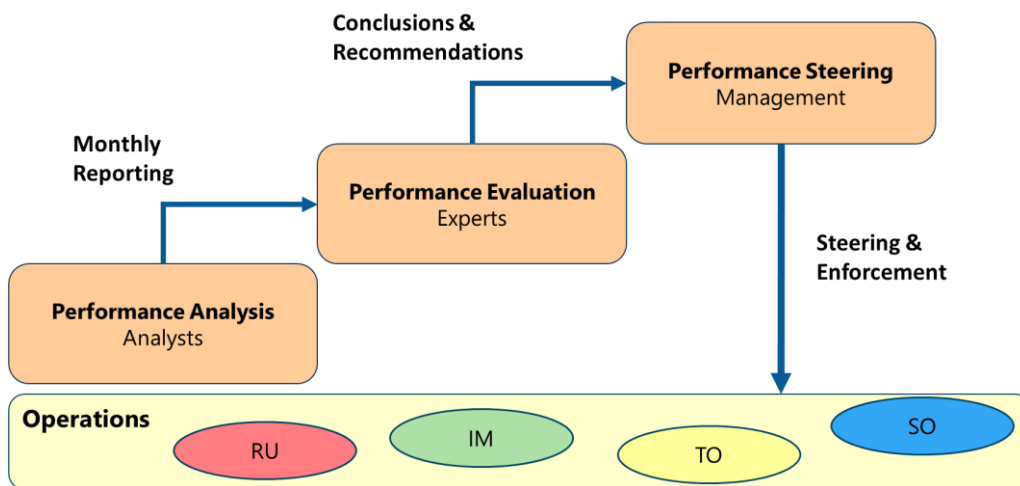 Conclusions &
Recommendations
Performance Steering
Management
Monthly
Reporting
Performance Evaluation
Experts
Steering &
Enforcement
Performance Analysis
Analysts
Operations
RU
IM
TO
SO